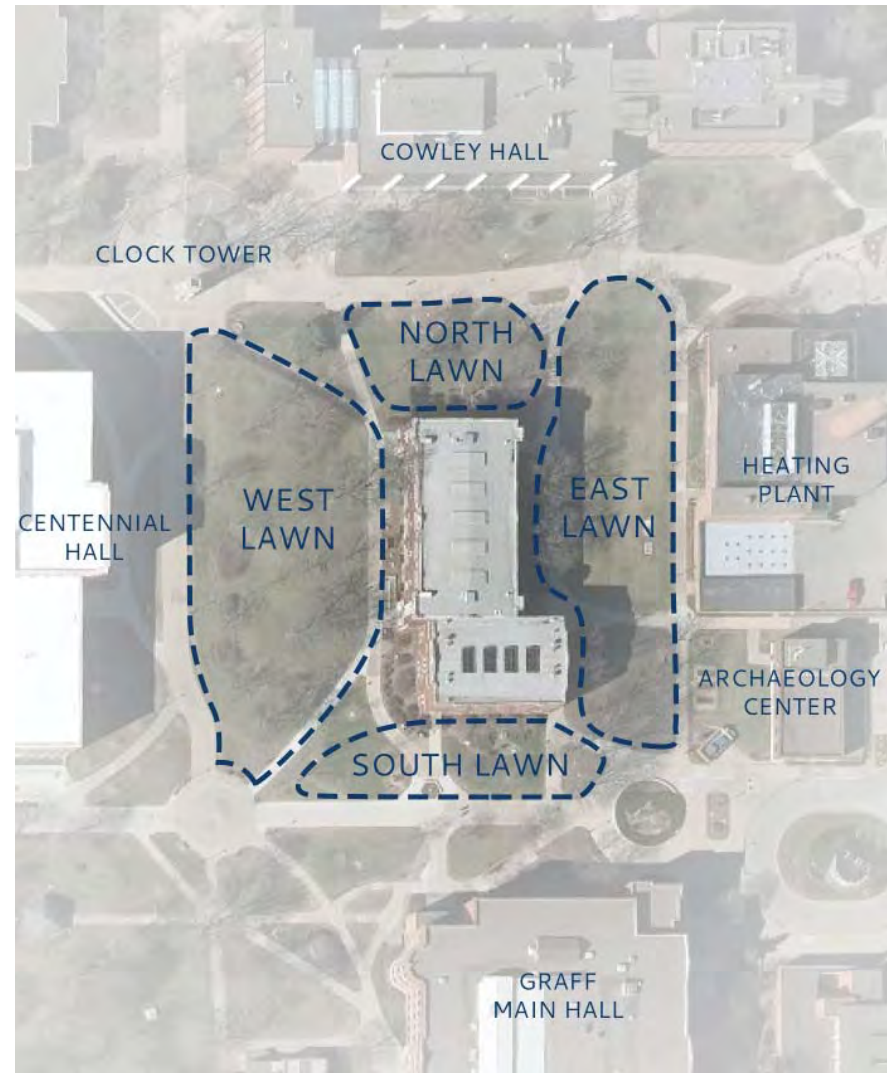 COWLEY HALL
CLOCK TOWER
NORTH
LAWN
WEST
LAWN
EAST
LAWN
HEATING
PLANT
CENTENNIAL
HALL
ARCHAEOLOGY
CENTER
SOUTH LAWN
GRAFF
MAIN HALL